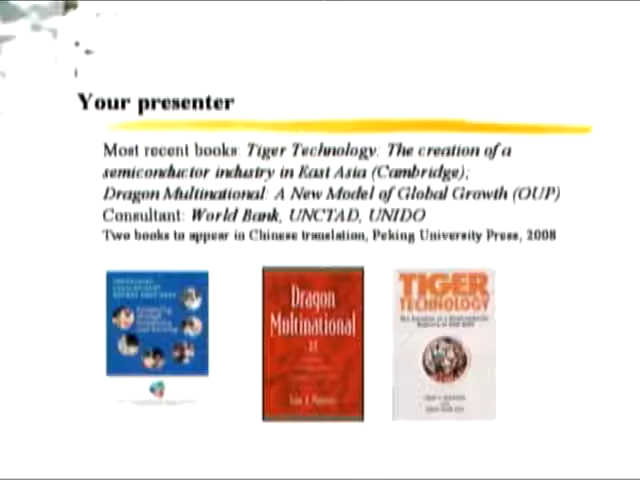 Your presenter
Most recent books: Tiger Technology: The creation of a
semiconductor industry in East Asia (Cambridge);
Dragon Multinational: A New Model of Global Growth (OUP)
Consultant: World Bank, UNCTAD, UNIDO
Two books to appear in Chinese translation, Peking University Press, 2008
Dragon
Multinational
TIGER
TECHNOLOGY